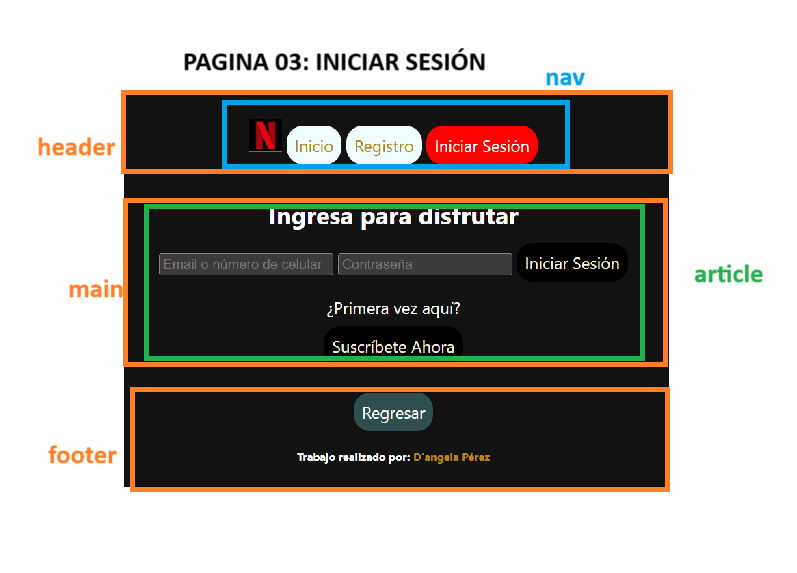 PAGINA 03: INICIAR SESIÓN
nav
header
N Inicio Registro Iniciar Sesión
Ingresa para disfrutar
Email o número de celular Contraseña Iniciar Sesión
article
main
¿Primera vez aquí?
Suscríbete Ahora
Regresar
footer
Trabajo realizado por: D'angela Pérez